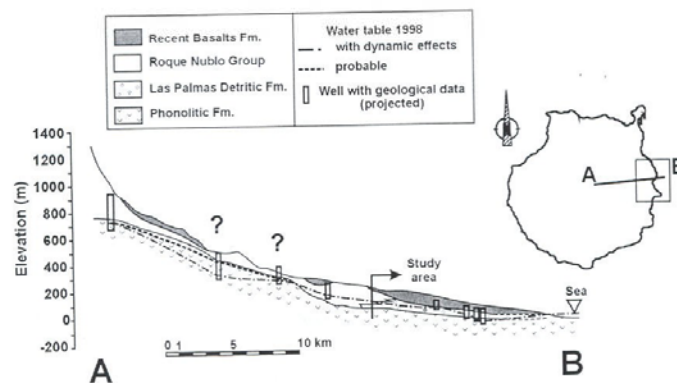 Recent Basalts Fm.
Roque Nublo Group
Las Palmas Detritic Fm.
Phonolitic Fm.
Water table 1998
with dynamic effects
probable
Well with geological data
(projected)
N
A
B
Elevation (m)
1400
1200
1000
800
600
400
200
0
-200
?
?
Study
area
Sea
0 1 5 10 km
A
B